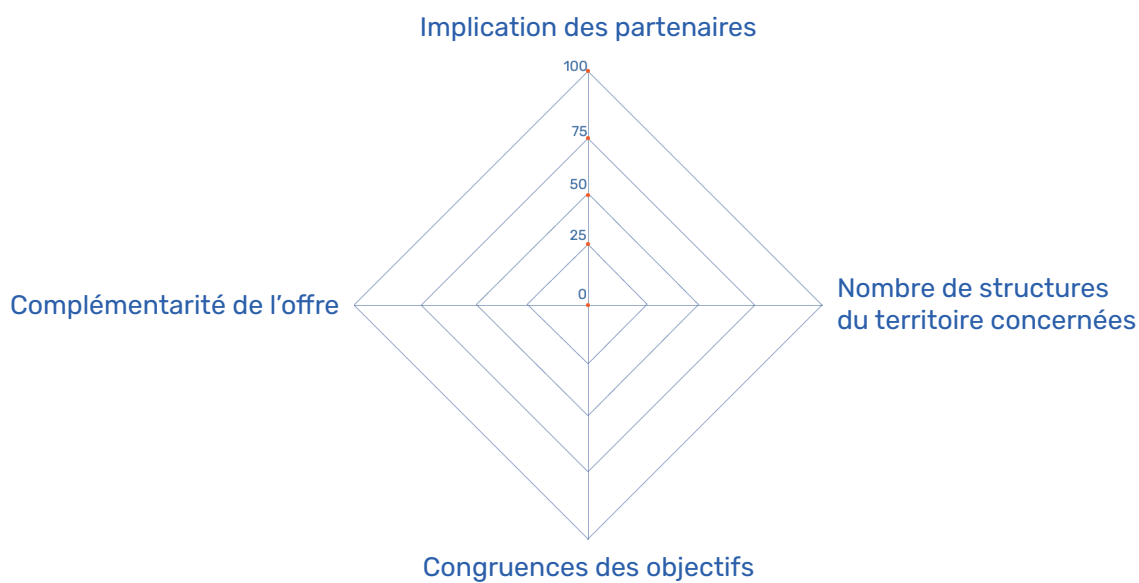 Implication des partenaires
100
75
50
25
0
Complémentarité de l’offre
Nombre de structures
du territoire concernées
Congruences des objectifs